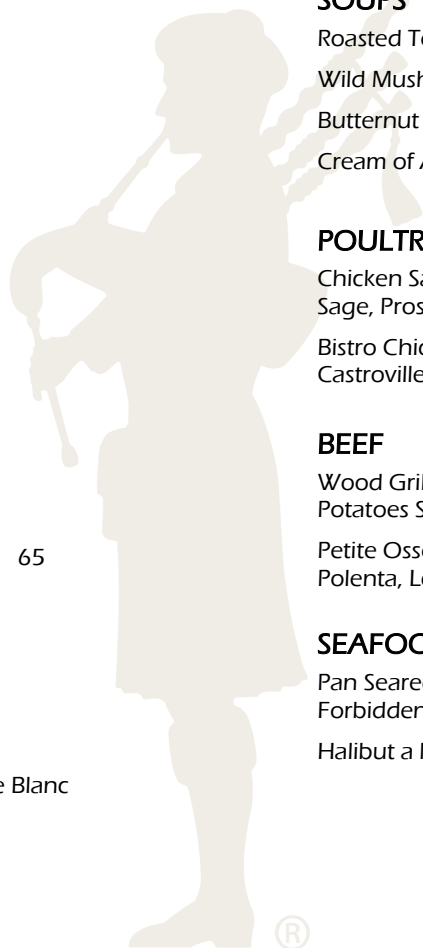 65
e Blanc
SOUPS
Roasted To
Wild Mush
Butternut
Cream of A
POULTR
Chicken Sa
Sage, Pros
Bistro Chic
Castroville
BEEF
Wood Gril
Potatoes S
Petite Osso
Polenta, Le
SEAFOO
Pan Seared
Forbidden
Halibut a l
®